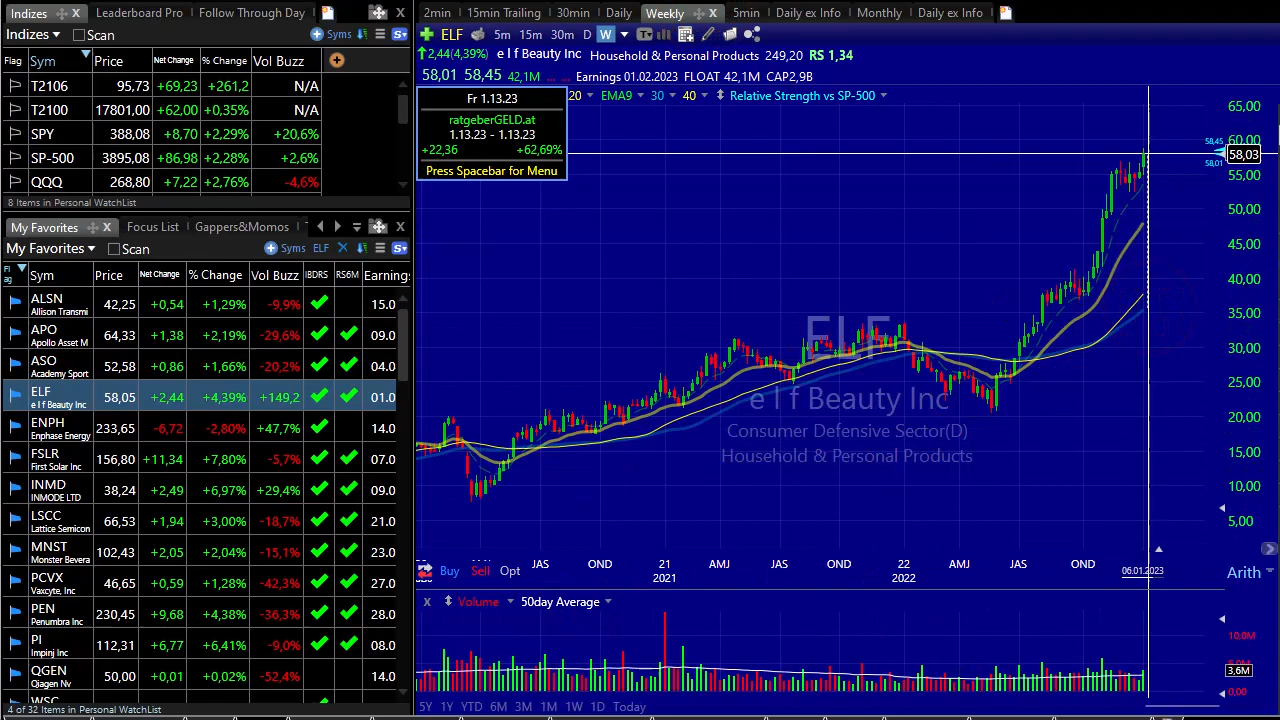 Indizes Leaderboard Pro Follow Through Day
Indizes Scan Syms
Flag Sym Price Net Change % Change Vol Buzz
T2106 95,73 +69,23 +261,2 N/A
T2100 17801,00 +62,00 +0,35% N/A
SPY 388,08 +8,70 +2,29% +20,6%
SP-500 3895,08 +86,98 +2,28% +2,6%
QQQ 268,80 +7,22 +2,76% -4,6%
8 Items in Personal WatchList
My Favorites Focus List Gappers&Momos
My Favorites Scan Syms ELF
Flag Sym Price Net Change % Change Vol Buzz IBDRS RS6M Earnings
ALSN 42,25 +0,54 +1,29% -9,9% 15.0
Allison Transmi
APO 64,33 +1,38 +2,19% -29,6% 09.0
Apollo Asset M
ASO 52,58 +0,86 +1,66% -20,2% 04.0
Academy Sport
ELF 58,05 +2,44 +4,39% +149,2 01.0
e l f Beauty Inc
ENPH 233,65 -6,72 -2,80% +47,7% 14.0
Enphase Energy
FSLR 156,80 +11,34 +7,80% -5,7% 07.0
First Solar Inc
INMD 38,24 +2,49 +6,97% +29,4% 09.0
INMODE LTD
LSCC 66,53 +1,94 +3,00% -18,7% 21.0
Lattice Semicon
MNST 102,43 +2,05 +2,04% -15,1% 23.0
Monster Bevera
PCVX 46,65 +0,59 +1,28% -42,3% 27.0
Vaxcyte, Inc.
PEN 230,45 +9,68 +4,38% -36,3% 28.0
Penumbra Inc
PI 112,31 +6,77 +6,41% -9,0% 08.0
Impinj Inc
QGEN 50,00 +0,01 +0,02% -52,4% 14.0
Qiagen Nv
WSC
4 of 32 Items in Personal WatchList
2min 15min Trailing 30min Daily Weekly 5min Daily ex Info Monthly Daily ex Info
ELF 5m 15m 30m D W
2,44(4,39%) e l f Beauty Inc Household & Personal Products 249,20 RS 1,34
58,01 58,45 42,1M Earnings 01.02.2023 FLOAT 42,1M CAP2,9B
20 EMA9 30 40 Relative Strength vs SP-500
Fr 1.13.23
ratgeberGELD.at
1.13.23 - 1.13.23
+22,36 +62,69%
Press Spacebar for Menu
65,00
60,00
58,45
58,03
58,01
55,00
50,00
45,00
40,00
35,00
30,00
25,00
20,00
15,00
10,00
5,00
ELF
e l f Beauty Inc
Consumer Defensive Sector(D)
Household & Personal Products
JAS OND 21 AMJ JAS OND 22 AMJ JAS OND
2021 2022 06.01.2023
Buy Sell Opt Arith
Volume 50day Average
10,0M
3,6M
0,00
5Y 1Y YTD 6M 3M 1M 1W 1D Today